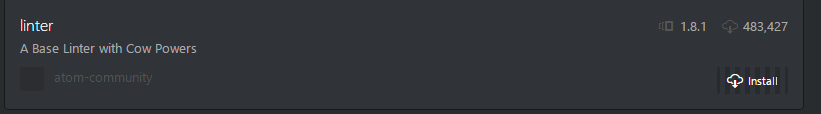 linter 1.8.1 483,427
A Base Linter with Cow Powers
atom-community Install